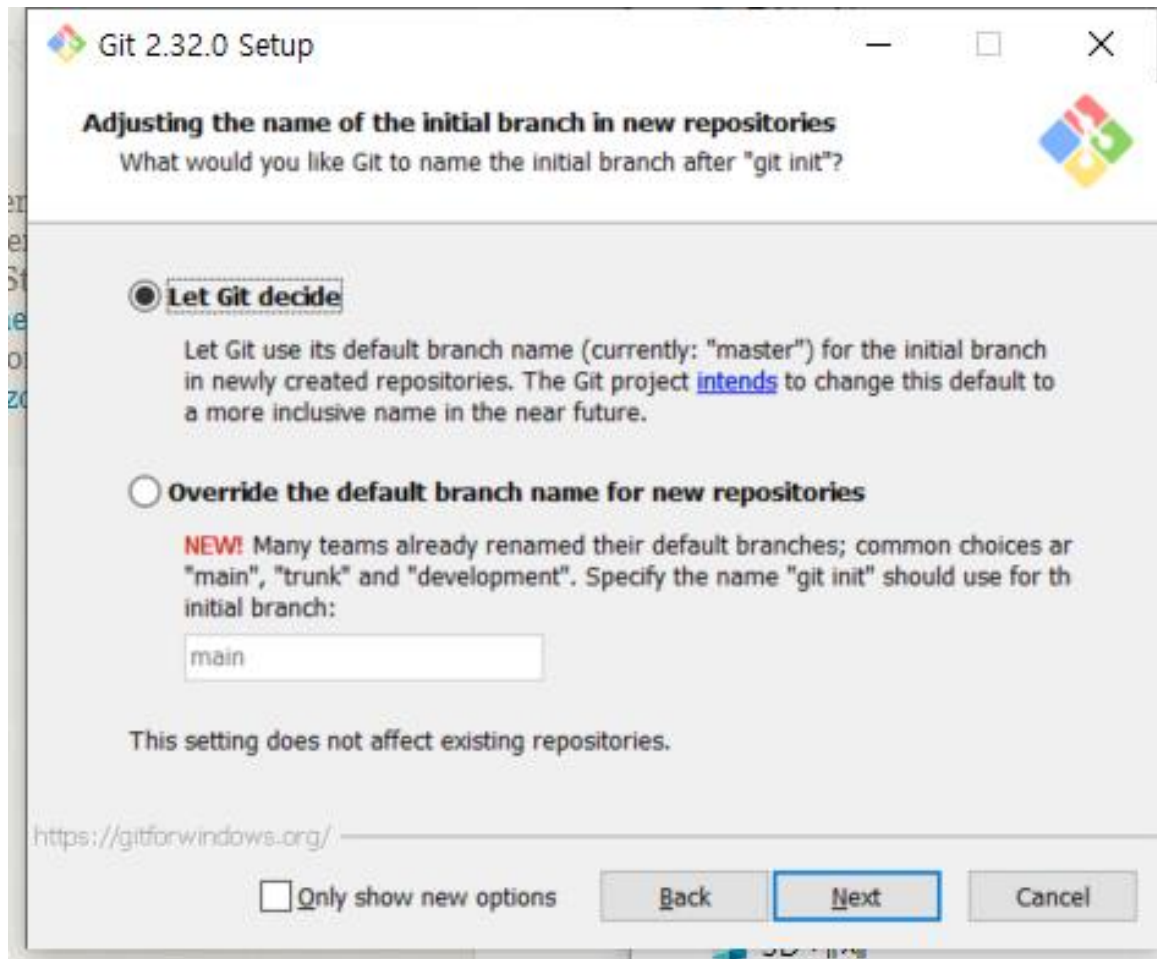 Git 2.32.0 Setup
Adjusting the name of the initial branch in new repositories
What would you like Git to name the initial branch after "git init"?
Let Git decide
Let Git use its default branch name (currently: "master") for the initial branch
in newly created repositories. The Git project intends to change this default to
a more inclusive name in the near future.
Override the default branch name for new repositories
NEW! Many teams already renamed their default branches; common choices ar
"main", "trunk" and "development". Specify the name "git init" should use for th
initial branch:
main
This setting does not affect existing repositories.
https://gitforwindows.org/
Only show new options
Back
Next
Cancel